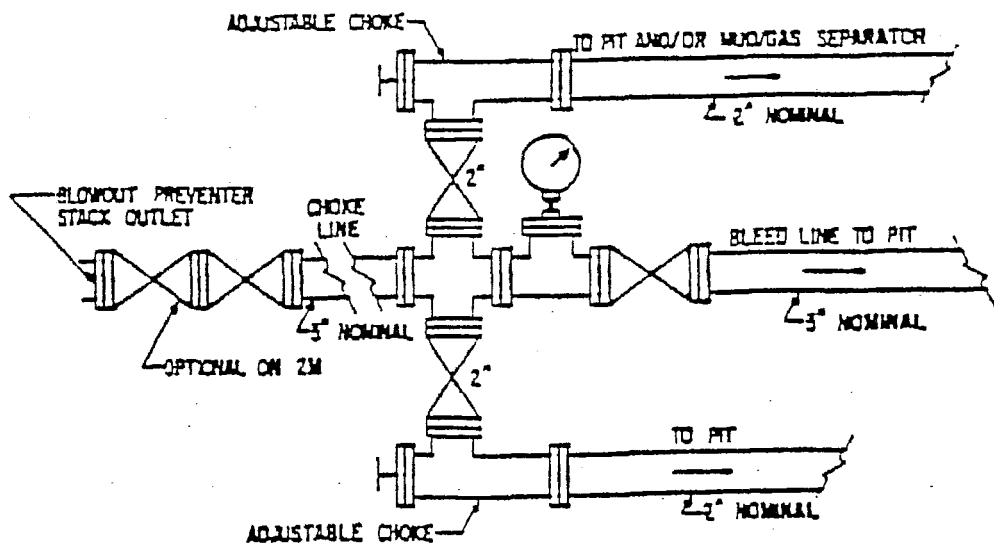 ADJUSTABLE CHOKE
TO PIT AND/OR MUD/GAS SEPARATOR
2" NOMINAL
2"
BLOWOUT PREVENTER
STACK OUTLET
CHOKE
LINE
BLEED LINE TO PIT
3" NOMINAL
3" NOMINAL
OPTIONAL ON 2M
2"
TO PIT
2" NOMINAL
ADJUSTABLE CHOKE